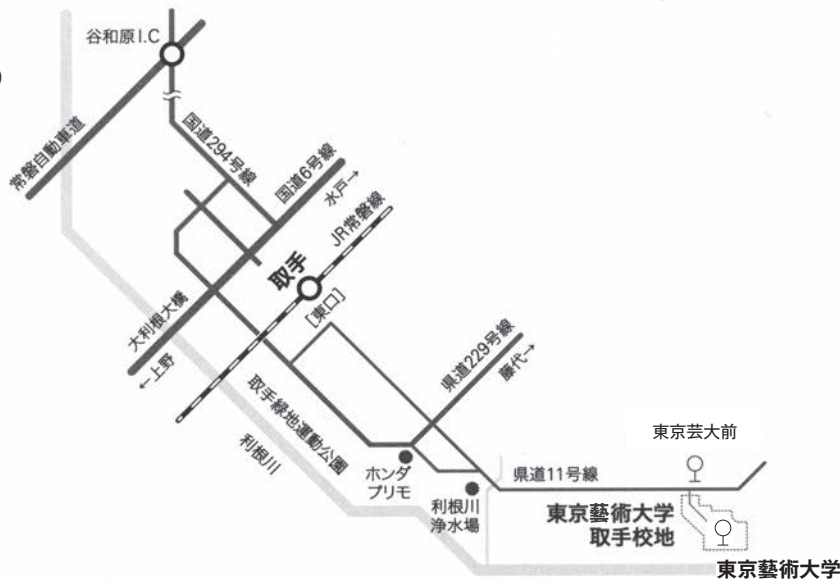 谷和原I.C
常磐自動車道
国道294号線
国道6号線
水戸→
JR常磐線
取手
[東口]
大利根大橋
←上野
取手緑地運動公園
利根川
県道229号線
藤代→
ホンダ
プリモ
利根川
浄水場
県道11号線
東京芸大前
東京藝術大学
取手校地
東京藝術大学